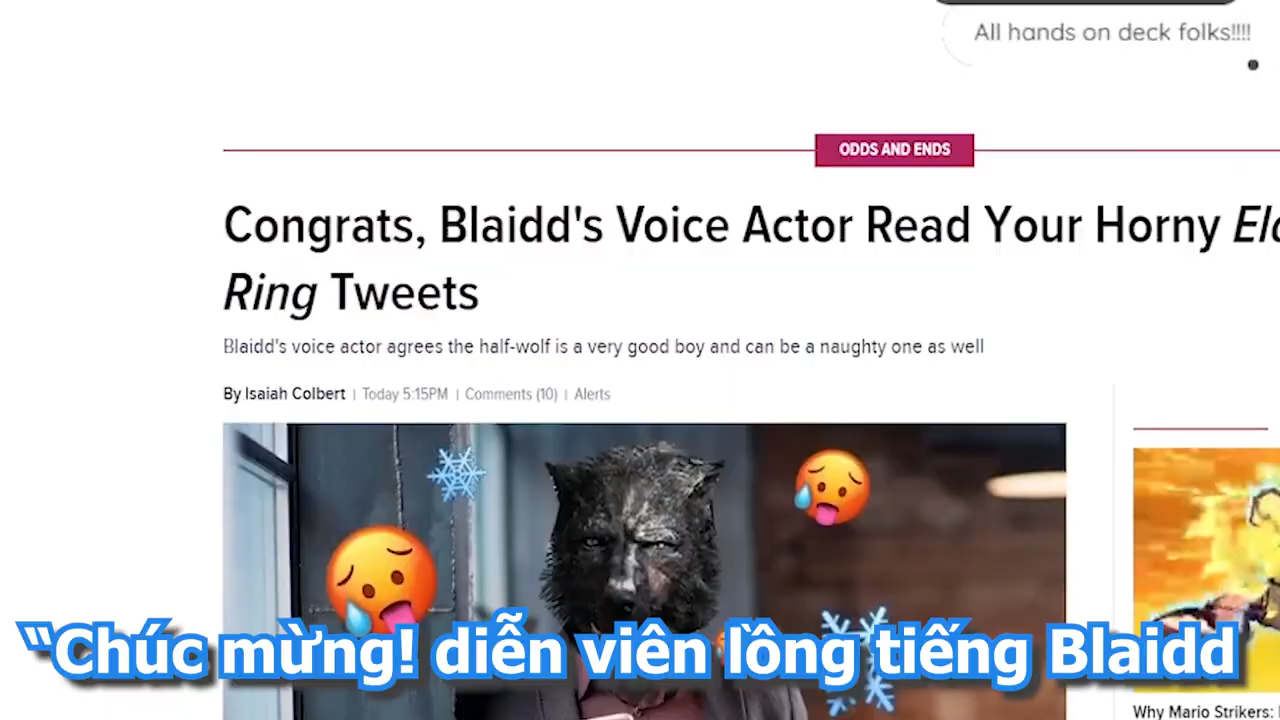 All hands on deck folks!!!!
ODDS AND ENDS
Congrats, Blaidd's Voice Actor Read Your Horny
Ring Tweets
Blaidd's voice actor agrees the half-wolf is a very good boy and can be a naughty one as well
By Isaiah Colbert | Today 5:15PM | Comments (10) | Alerts
“Chúc mừng! diễn viên lồng tiếng Blaidd
Why Mario Strikers: